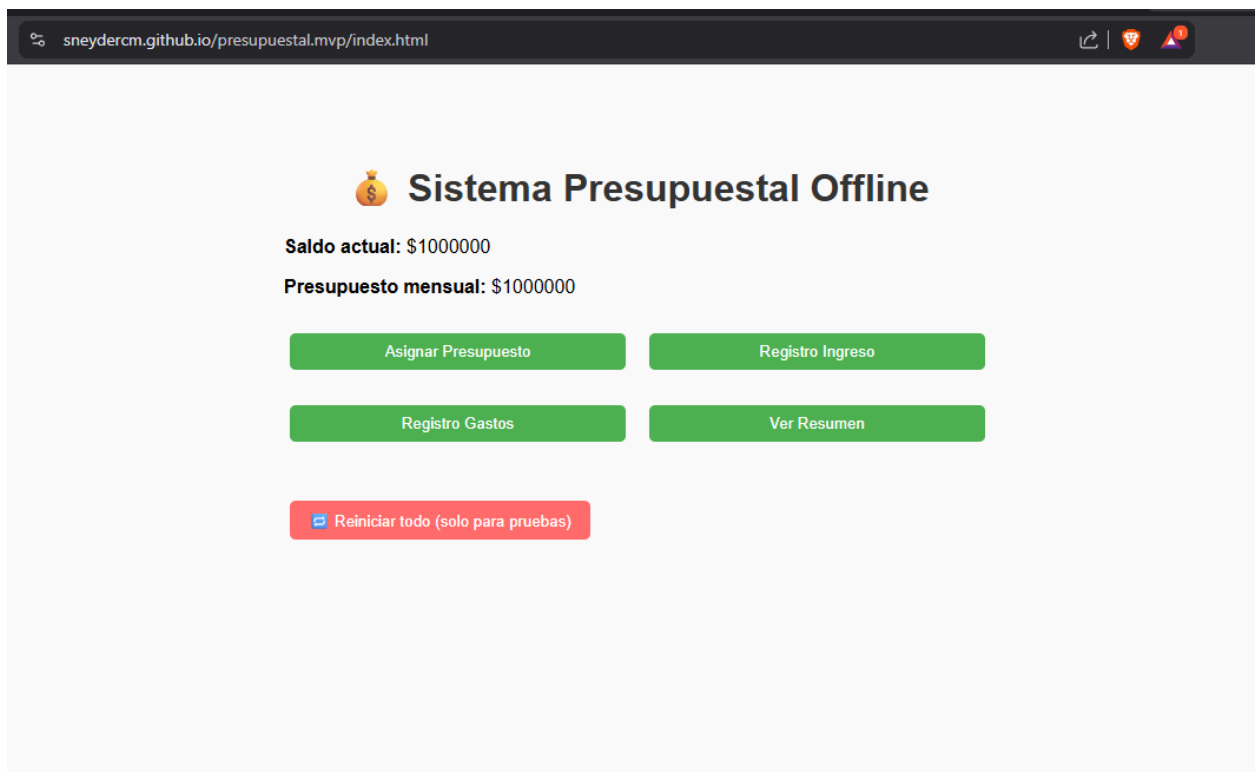 sneydercm.github.io/presupuestal.mvp/index.html
1
Sistema Presupuestal Offline
Saldo actual: $1000000
Presupuesto mensual: $1000000
Asignar Presupuesto
Registro Ingreso
Registro Gastos
Ver Resumen
Reiniciar todo (solo para pruebas)